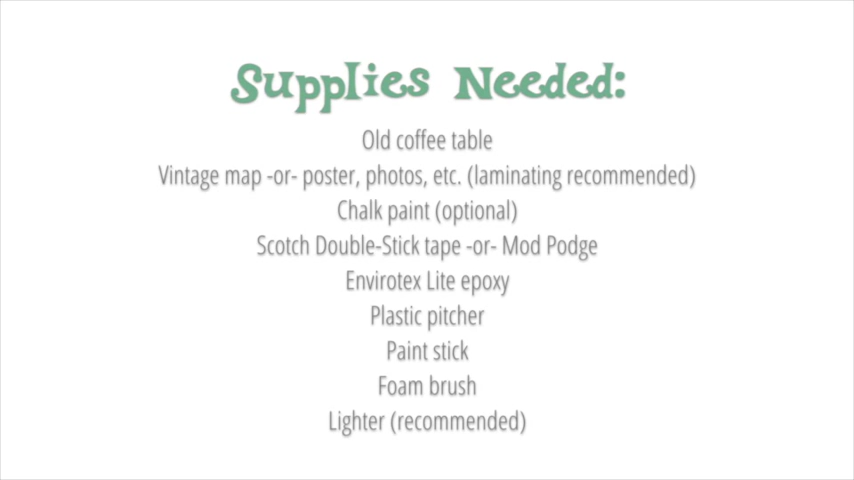 Supplies Needed:
Old coffee table
Vintage map -or- poster, photos, etc. (laminating recommended)
Chalk paint (optional)
Scotch Double-Stick tape -or- Mod Podge
Envirotex Lite epoxy
Plastic pitcher
Paint stick
Foam brush
Lighter (recommended)